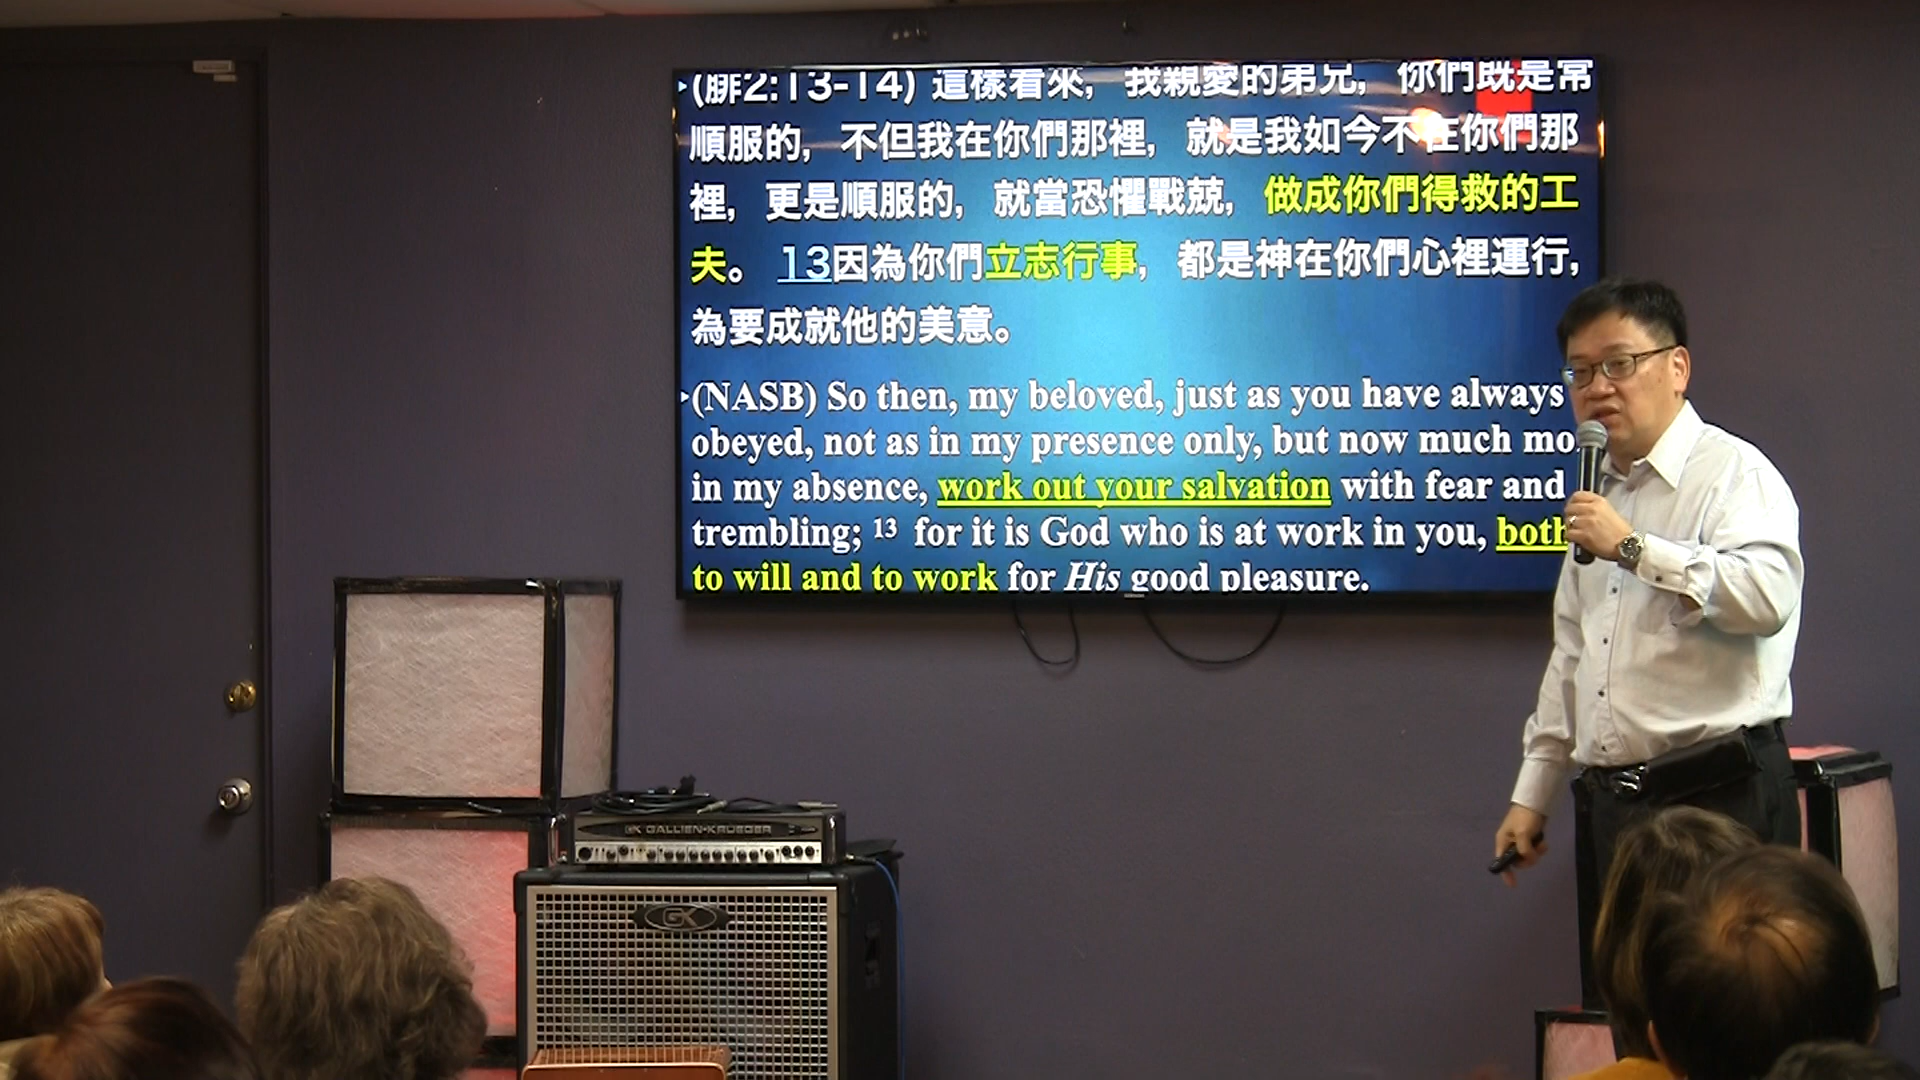 (腓2:13-14) 這樣看來，我親愛的弟兄，你們既是常
順服的，不但我在你們那裡，就是我如今不在你們那
裡，更是順服的，就當恐懼戰兢，做成你們得救的工
夫。 13因為你們立志行事，都是神在你們心裡運行，
為要成就他的美意。
(NASB) So then, my beloved, just as you have always
obeyed, not as in my presence only, but now much mo
in my absence, work out your salvation with fear and
trembling; 13 for it is God who is at work in you, both
to will and to work for His good pleasure.
GK GALLIEN-KRUEGER
GK